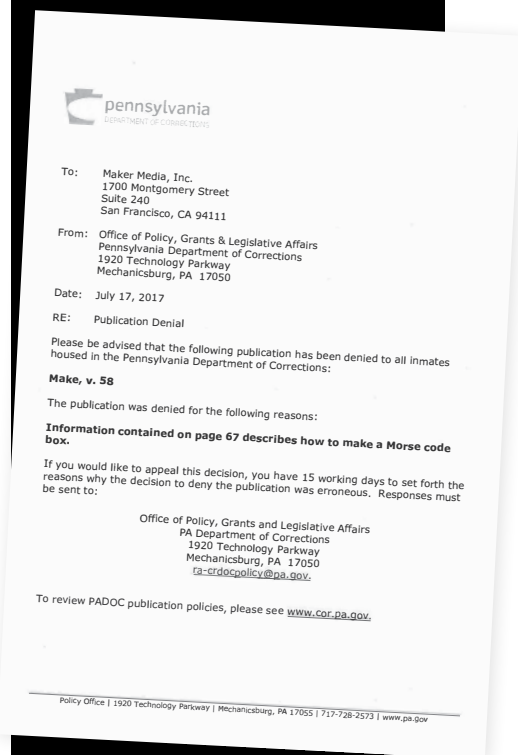 pennsylvania
DEPARTMENT OF CORRECTIONS
To: Maker Media, Inc.
1700 Montgomery Street
Suite 240
San Francisco, CA 94111
From: Office of Policy, Grants & Legislative Affairs
Pennsylvania Department of Corrections
1920 Technology Parkway
Mechanicsburg, PA 17050
Date: July 17, 2017
RE: Publication Denial
Please be advised that the following publication has been denied to all inmates
housed in the Pennsylvania Department of Corrections:
Make, v. 58
The publication was denied for the following reasons:
Information contained on page 67 describes how to make a Morse code
box.
If you would like to appeal this decision, you have 15 working days to set forth the
reasons why the decision to deny the publication was erroneous. Responses must
be sent to:
Office of Policy, Grants and Legislative Affairs
PA Department of Corrections
1920 Technology Parkway
Mechanicsburg, PA 17050
ra-crdocpolicy@pa.gov.
To review PADOC publication policies, please see www.cor.pa.gov.
Policy Office | 1920 Technology Parkway | Mechanicsburg, PA 17055 | 717-728-2573 | www.pa.gov